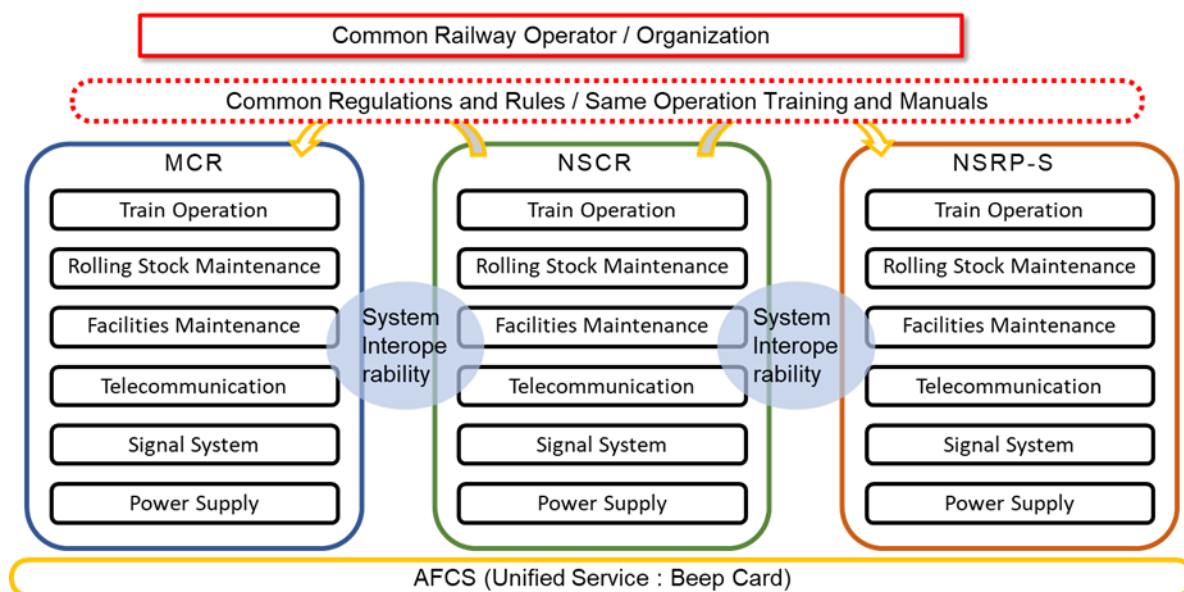 Common Railway Operator / Organization
Common Regulations and Rules / Same Operation Training and Manuals
MCR
Train Operation
Rolling Stock Maintenance
Facilities Maintenance
Telecommunication
Signal System
Power Supply
System
Interope
rability
NSCR
Train Operation
Rolling Stock Maintenance
Facilities Maintenance
Telecommunication
Signal System
Power Supply
System
Interope
rability
NSRP-S
Train Operation
Rolling Stock Maintenance
Facilities Maintenance
Telecommunication
Signal System
Power Supply
AFCS (Unified Service : Beep Card)